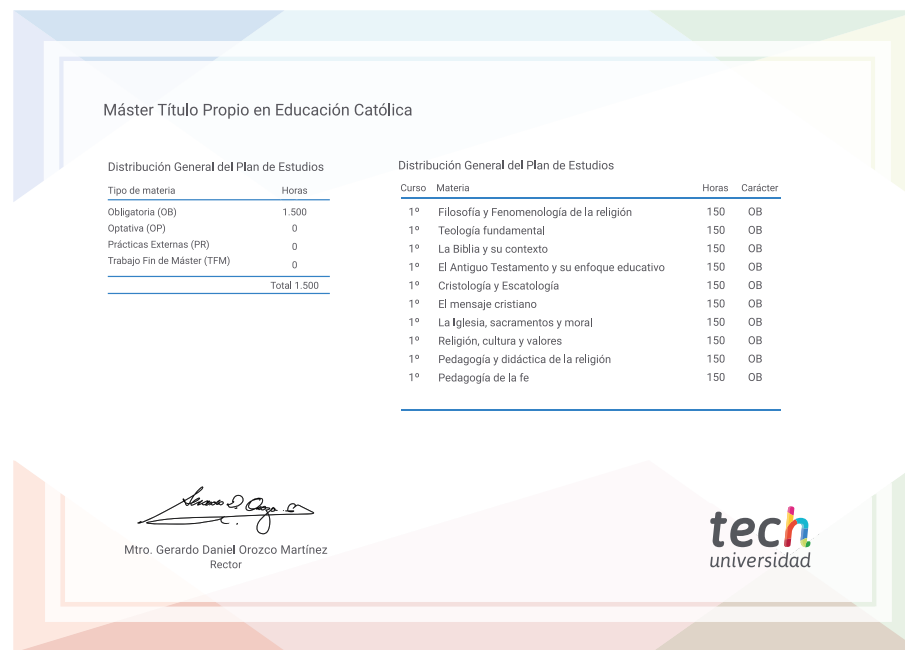 Máster Título Propio en Educación Católica
Distribución General del Plan de Estudios
Tipo de materia Horas
Obligatoria (OB) 1.500
Optativa (OP) 0
Prácticas Externas (PR) 0
Trabajo Fin de Máster (TFM) 0
Total 1.500
Distribución General del Plan de Estudios
Curso Materia Horas Carácter
1º Filosofía y Fenomenología de la religión 150 OB
1º Teología fundamental 150 OB
1º La Biblia y su contexto 150 OB
1º El Antiguo Testamento y su enfoque educativo 150 OB
1º Cristología y Escatología 150 OB
1º El mensaje cristiano 150 OB
1º La Iglesia, sacramentos y moral 150 OB
1º Religión, cultura y valores 150 OB
1º Pedagogía y didáctica de la religión 150 OB
1º Pedagogía de la fe 150 OB
Mtro. Gerardo Daniel Orozco Martínez
Rector
tech
universidad